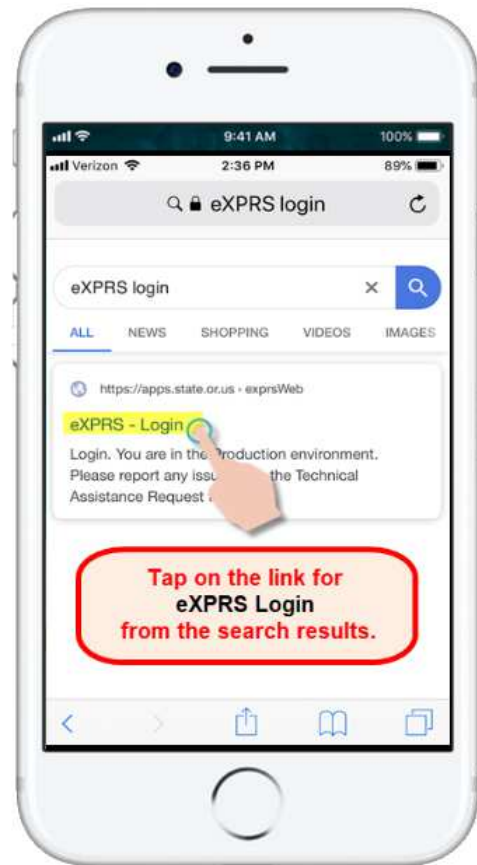 9:41 AM 100%
Verizon 2:36 PM 89%
eXPRS login
eXPRS login
ALL NEWS SHOPPING VIDEOS IMAGES
https://apps.state.or.us › exprsWeb
eXPRS - Login
Login. You are in the Production environment.
Please report any the Technical
Assistance Request
Tap on the link for
eXPRS Login
from the search results.